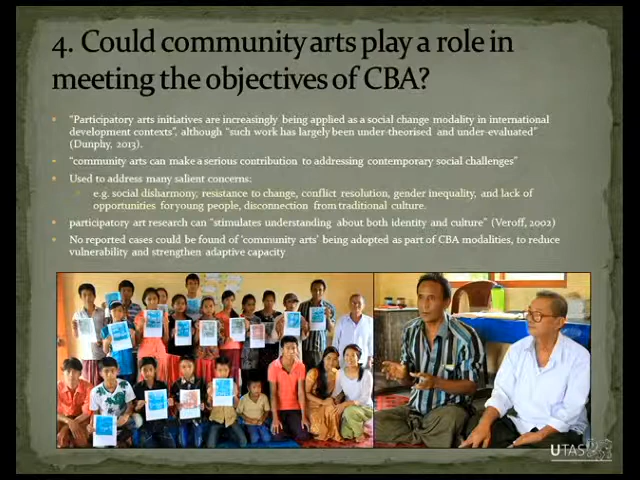 4. Could community arts play a role in
meeting the objectives of CBA?
"Participatory arts initiatives are increasingly being applied as a social change modality in international
development contexts", although "such work has largely been under-theorised and under-evaluated"
(Dunphy, 2013).
"community arts can make a serious contribution to addressing contemporary social challenges"
Used to address many salient concerns:
e.g. social disharmony, resistance to change, conflict resolution, gender inequality, and lack of
opportunities for young people, disconnection from traditional culture.
participatory art research can "stimulates understanding about both identity and culture" (Veroff, 2002)
No reported cases could be found of 'community arts' being adopted as part of CBA modalities, to reduce
vulnerability and strengthen adaptive capacity
UTAS